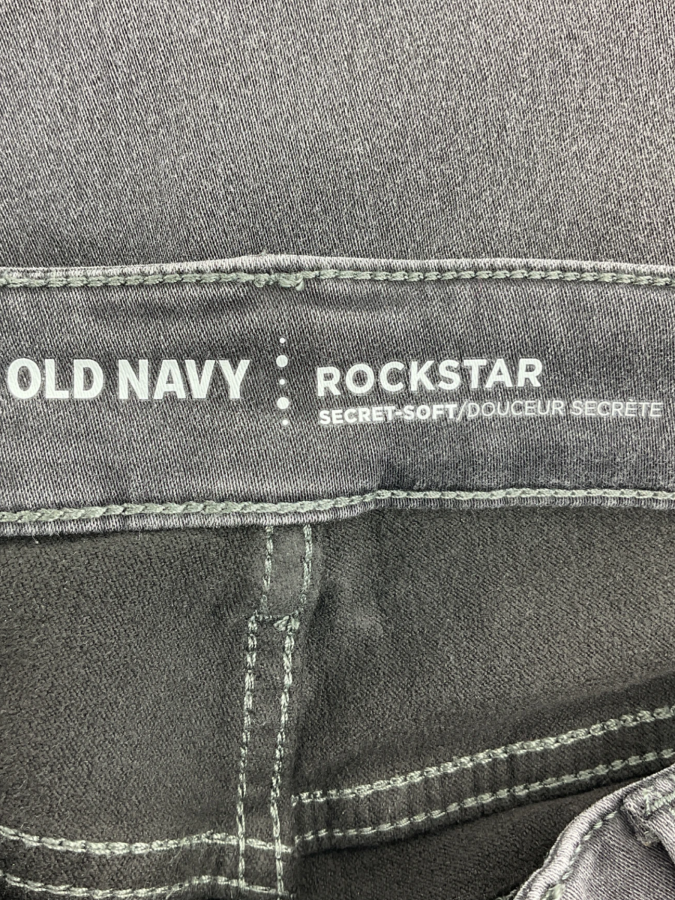 OLD NAVY
ROCKSTAR
SECRET-SOFT/DOUCEUR SECRÈTE